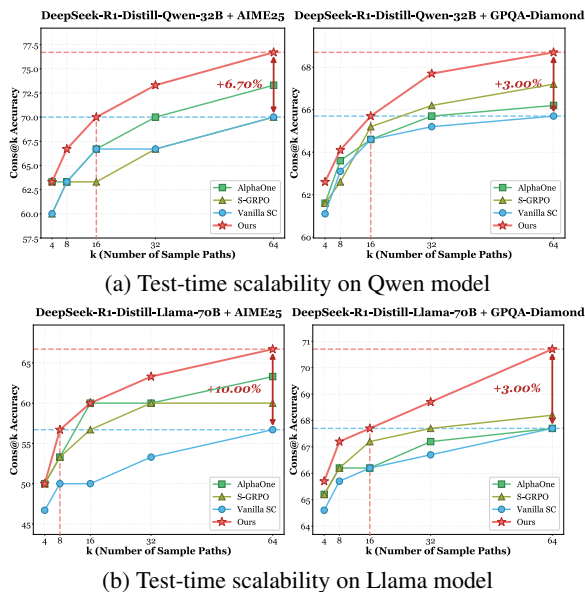 DeepSeek-R1-Distill-Qwen-32B + AIME25
Cons@k Accuracy
77.5
75.0
72.5
70.0
67.5
65.0
62.5
60.0
57.5
+6.70%
AlphaOne
S-GRPO
Vanilla SC
Ours
4 8 16 32 64
k (Number of Sample Paths)
DeepSeek-R1-Distill-Qwen-32B + GPQA-Diamond
Cons@k Accuracy
68
66
64
62
60
+3.00%
AlphaOne
S-GRPO
Vanilla SC
Ours
4 8 16 32 64
k (Number of Sample Paths)
(a) Test-time scalability on Qwen model
DeepSeek-R1-Distill-Llama-70B + AIME25
Cons@k Accuracy
65
60
55
50
45
+10.00%
AlphaOne
S-GRPO
Vanilla SC
Ours
4 8 16 32 64
k (Number of Sample Paths)
DeepSeek-R1-Distill-Llama-70B + GPQA-Diamond
Cons@k Accuracy
71
70
69
68
67
66
65
64
+3.00%
AlphaOne
S-GRPO
Vanilla SC
Ours
4 8 16 32 64
k (Number of Sample Paths)
(b) Test-time scalability on Llama model